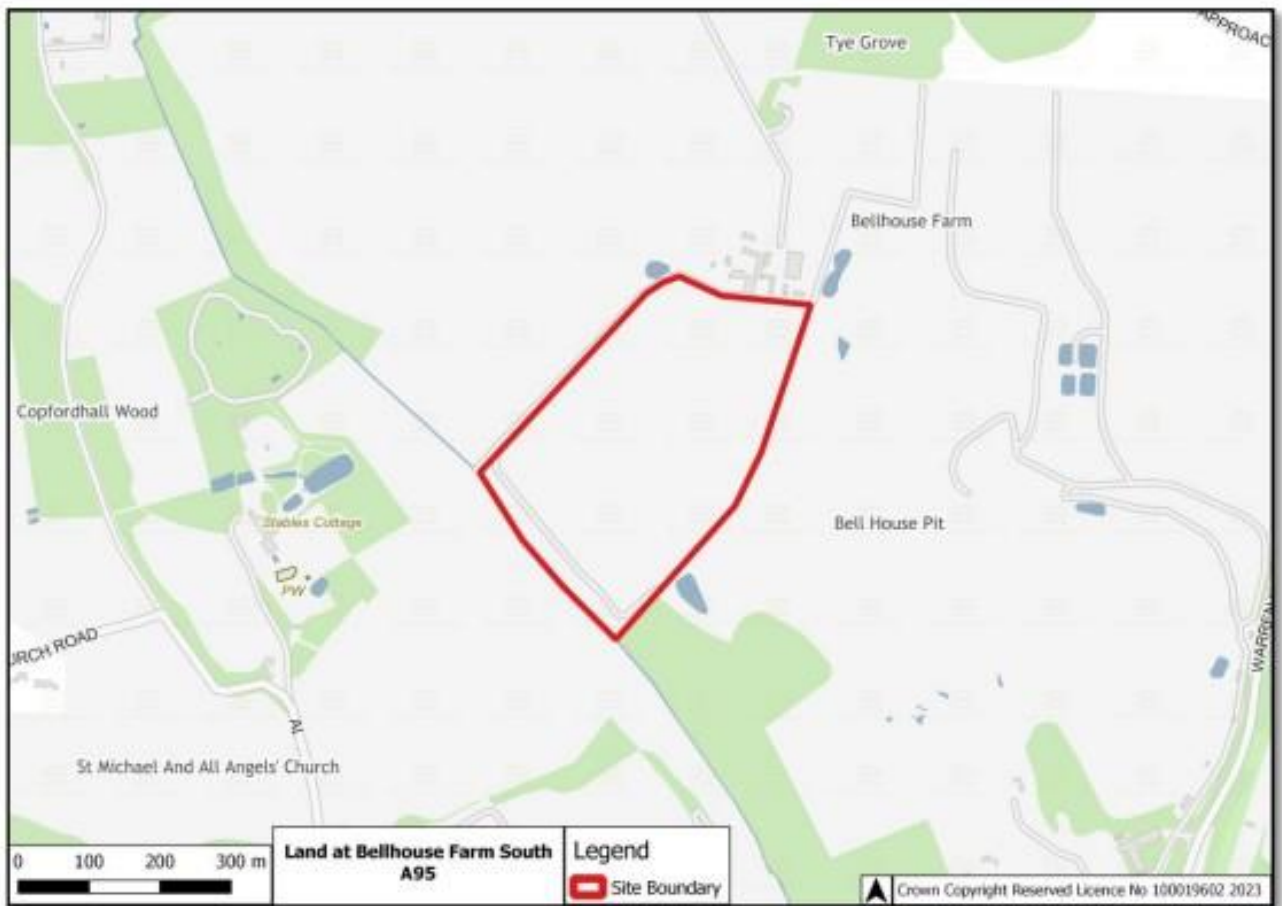 APPROAC
Tye Grove
Bellhouse Farm
Copfordhall Wood
Stables Cottage
Bell House Pit
PW
URCH ROAD
WARREN
Al
St Michael And All Angels' Church
0 100 200 300 m
Land at Bellhouse Farm South
A95
Legend
Site Boundary
Crown Copyright Reserved Licence No 100019602 2023